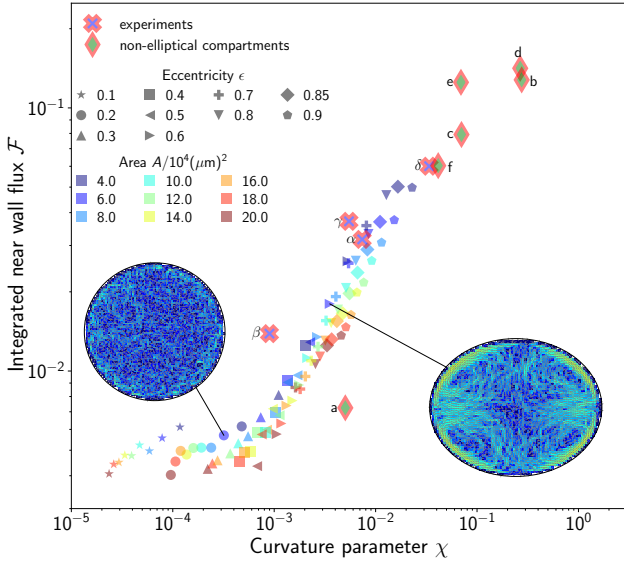 experiments
non-elliptical compartments
Eccentricity ϵ
0.1 0.4 0.7 0.85
0.2 0.5 0.8 0.9
0.3 0.6
Area A/10⁴(μm)²
4.0 10.0 16.0
6.0 12.0 18.0
8.0 14.0 20.0
d
e
b
c
δ
f
γ
α
β
a
10⁻¹
10⁻²
Integrated near wall flux ℱ
10⁻⁵ 10⁻⁴ 10⁻³ 10⁻² 10⁻¹ 10⁰
Curvature parameter χ